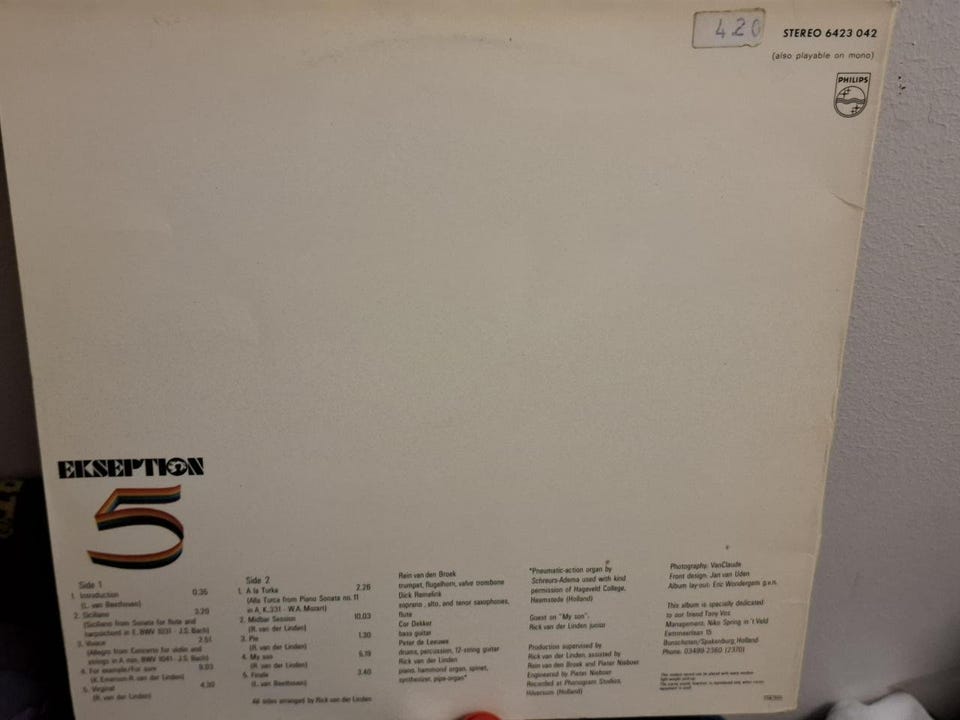 4.20
STEREO 6423 042
(also playable on mono)
PHILIPS
EKSEPTION
5
Side 1
1. Introduction 0.35
(L. van Beethoven)
2. Siciliano 3.20
(Siciliano from Sonata for flute and
harpsichord in E, BWV 1031 - J.S. Bach)
3. Vivace 2.51
(Allegro from Concerto for violin and
strings in A min, BWV 1041 - J.S. Bach)
4. For example/For sure 9.03
(K. Emerson-R. van der Linden)
5. Virginal 4.30
(R. van der Linden)
Side 2
1. A la Turka 2.26
(Alla Turca from Piano Sonata no. 11
in A, K. 331 - W.A. Mozart)
2. Midbar Session 10.03
(R. van der Linden)
3. Pie 1.30
(R. van der Linden)
4. My son 5.19
(R. van der Linden)
5. Finale 3.40
(L. van Beethoven)
All sides arranged by Rick van der Linden
Rein van den Broek
trumpet, flugelhorn, valve trombone
Dick Remelink
soprano-, alto, and tenor saxophones,
flute
Cor Dekker
bass guitar
Peter de Leeuwe
drums, percussion, 12-string guitar
Rick van der Linden
piano, hammond organ, spinet,
synthesizer, pipe organ*
*Pneumatic-action organ by
Schreurs-Adema used with kind
permission of Hageveld College,
Heemstede (Holland)
Guest on "My son":
Rick van der Linden junior
Production supervised by
Rick van der Linden, assisted by
Rein van den Broek and Pieter Nieboer
Engineered by Pieter Nieboer
Recorded at Phonogram Studios,
Hilversum (Holland)
Photography: VanClaude
Front design: Jan van Uden
Album lay-out: Eric Wondergem g.v.n.
This album is specially dedicated
to our friend Tony Vos
Management: Niko Spring in 't Veld
Eemmeerlaan 15
Bunschoten/Spakenburg, Holland
Phone: 03499-2360 (2370)